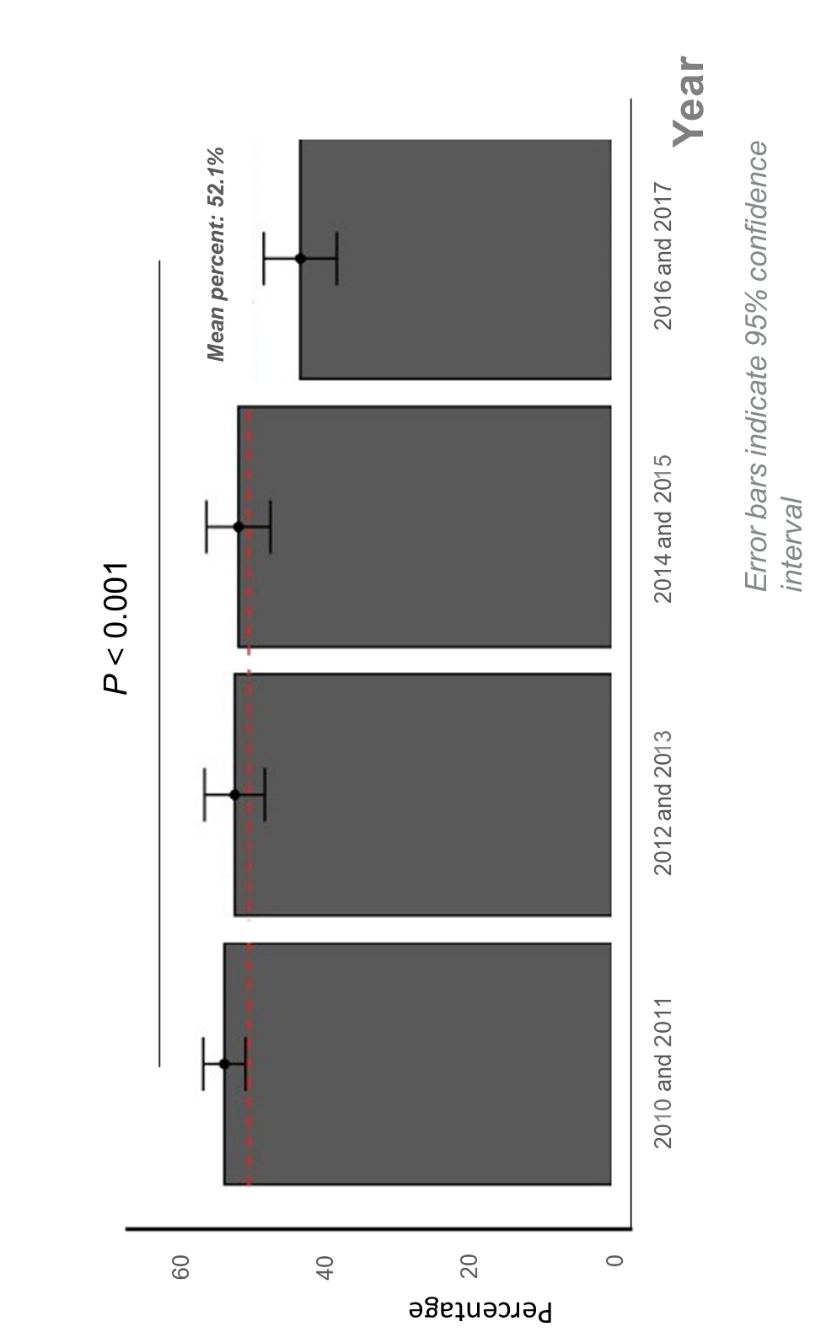 P < 0.001
Mean percent: 52.1%
60
40
20
0
Percentage
2010 and 2011
2012 and 2013
2014 and 2015
2016 and 2017
Year
Error bars indicate 95% confidence
interval